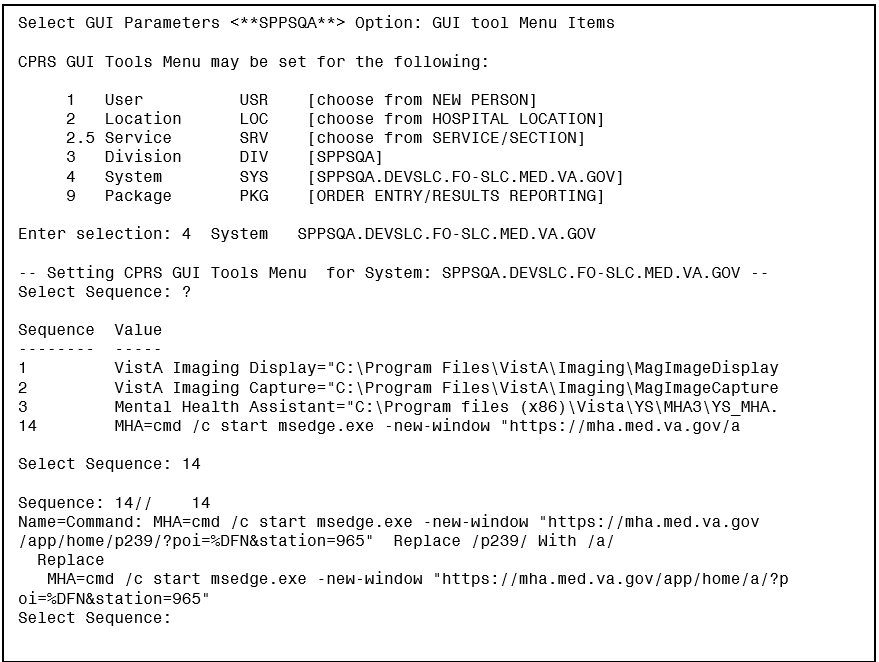 Select GUI Parameters <**SPPSQA**> Option: GUI tool Menu Items
CPRS GUI Tools Menu may be set for the following:
1 User USR [choose from NEW PERSON]
2 Location LOC [choose from HOSPITAL LOCATION]
2.5 Service SRV [choose from SERVICE/SECTION]
3 Division DIV [SPPSQA]
4 System SYS [SPPSQA.DEVSLC.FO-SLC.MED.VA.GOV]
9 Package PKG [ORDER ENTRY/RESULTS REPORTING]
Enter selection: 4 System SPPSQA.DEVSLC.FO-SLC.MED.VA.GOV
-- Setting CPRS GUI Tools Menu for System: SPPSQA.DEVSLC.FO-SLC.MED.VA.GOV --
Select Sequence: ?
Sequence Value
-------- -----
1 VistA Imaging Display="C:\Program Files\VistA\Imaging\MagImageDisplay
2 VistA Imaging Capture="C:\Program Files\VistA\Imaging\MagImageCapture
3 Mental Health Assistant="C:\Program files (x86)\Vista\YS\MHA3\YS_MHA.
14 MHA=cmd /c start msedge.exe -new-window "https://mha.med.va.gov/a
Select Sequence: 14
Sequence: 14// 14
Name=Command: MHA=cmd /c start msedge.exe -new-window "https://mha.med.va.gov
/app/home/p239/?poi=%DFN&station=965" Replace /p239/ With /a/
Replace
MHA=cmd /c start msedge.exe -new-window "https://mha.med.va.gov/app/home/a/?p
oi=%DFN&station=965"
Select Sequence: